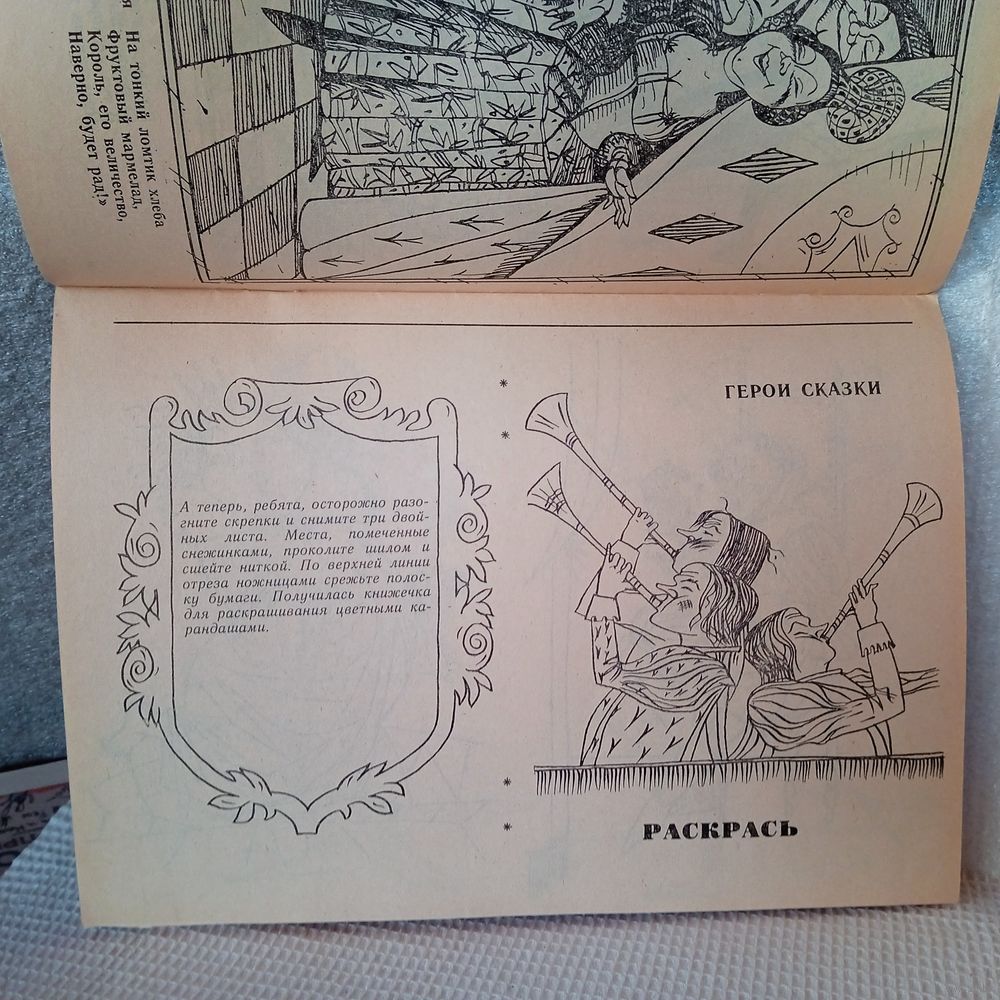 На тонкий ломтик хлеба
Фруктовый мармелад,
Король, его величество,
Наверно, будет рад!»
ГЕРОИ СКАЗКИ
А теперь, ребята, осторожно разо-
гните скрепки и снимите три двой-
ных листа. Места, помеченные
снежинками, проколите шилом и
сшейте ниткой. По верхней линии
отреза ножницами срежьте полос-
ку бумаги. Получилась книжечка
для раскрашивания цветными ка-
рандашами.
РАСКРАСЬ